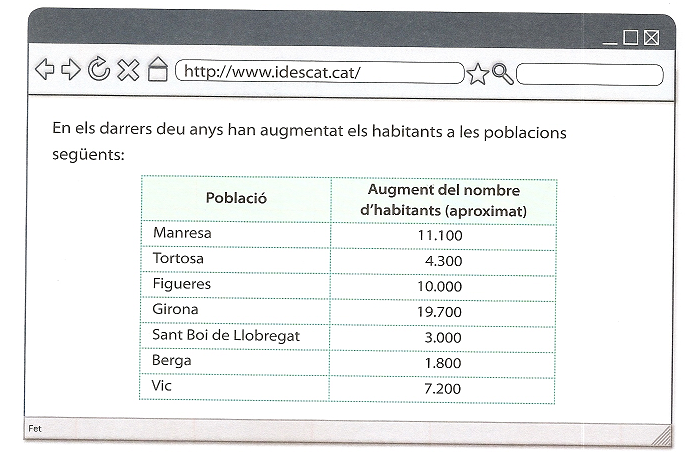 http://www.idescat.cat/
En els darrers deu anys han augmentat els habitants a les poblacions
següents:
Població
Augment del nombre
d'habitants (aproximat)
Manresa 11.100
Tortosa 4.300
Figueres 10.000
Girona 19.700
Sant Boi de Llobregat 3.000
Berga 1.800
Vic 7.200
Fet